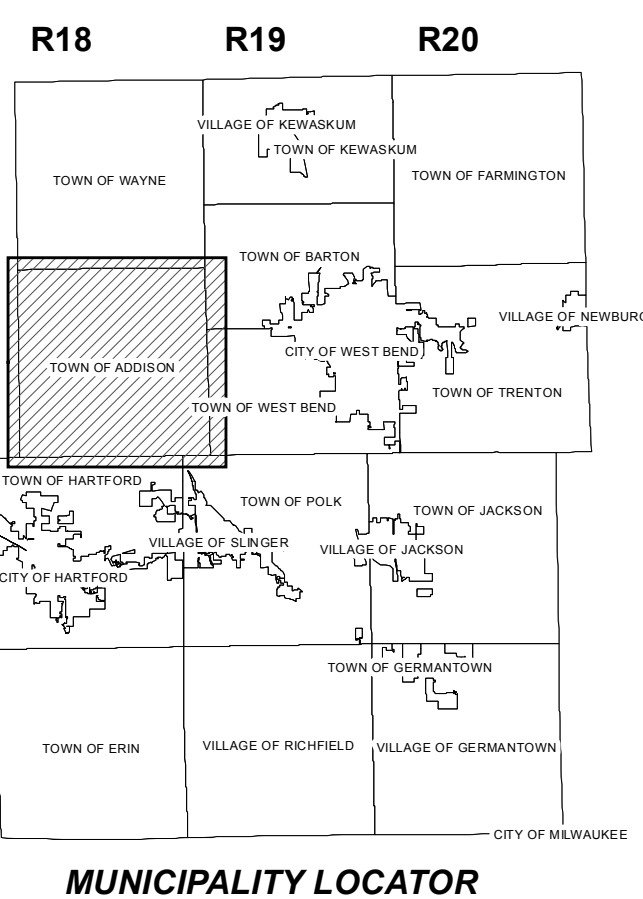 R18 R19 R20
VILLAGE OF KEWASKUM
TOWN OF KEWASKUM
TOWN OF WAYNE
TOWN OF FARMINGTON
TOWN OF BARTON
VILLAGE OF NEWBURG
CITY OF WEST BEND
TOWN OF ADDISON
TOWN OF TRENTON
TOWN OF WEST BEND
TOWN OF HARTFORD
TOWN OF POLK
TOWN OF JACKSON
VILLAGE OF SLINGER
VILLAGE OF JACKSON
CITY OF HARTFORD
TOWN OF GERMANTOWN
TOWN OF ERIN
VILLAGE OF RICHFIELD
VILLAGE OF GERMANTOWN
CITY OF MILWAUKEE
MUNICIPALITY LOCATOR